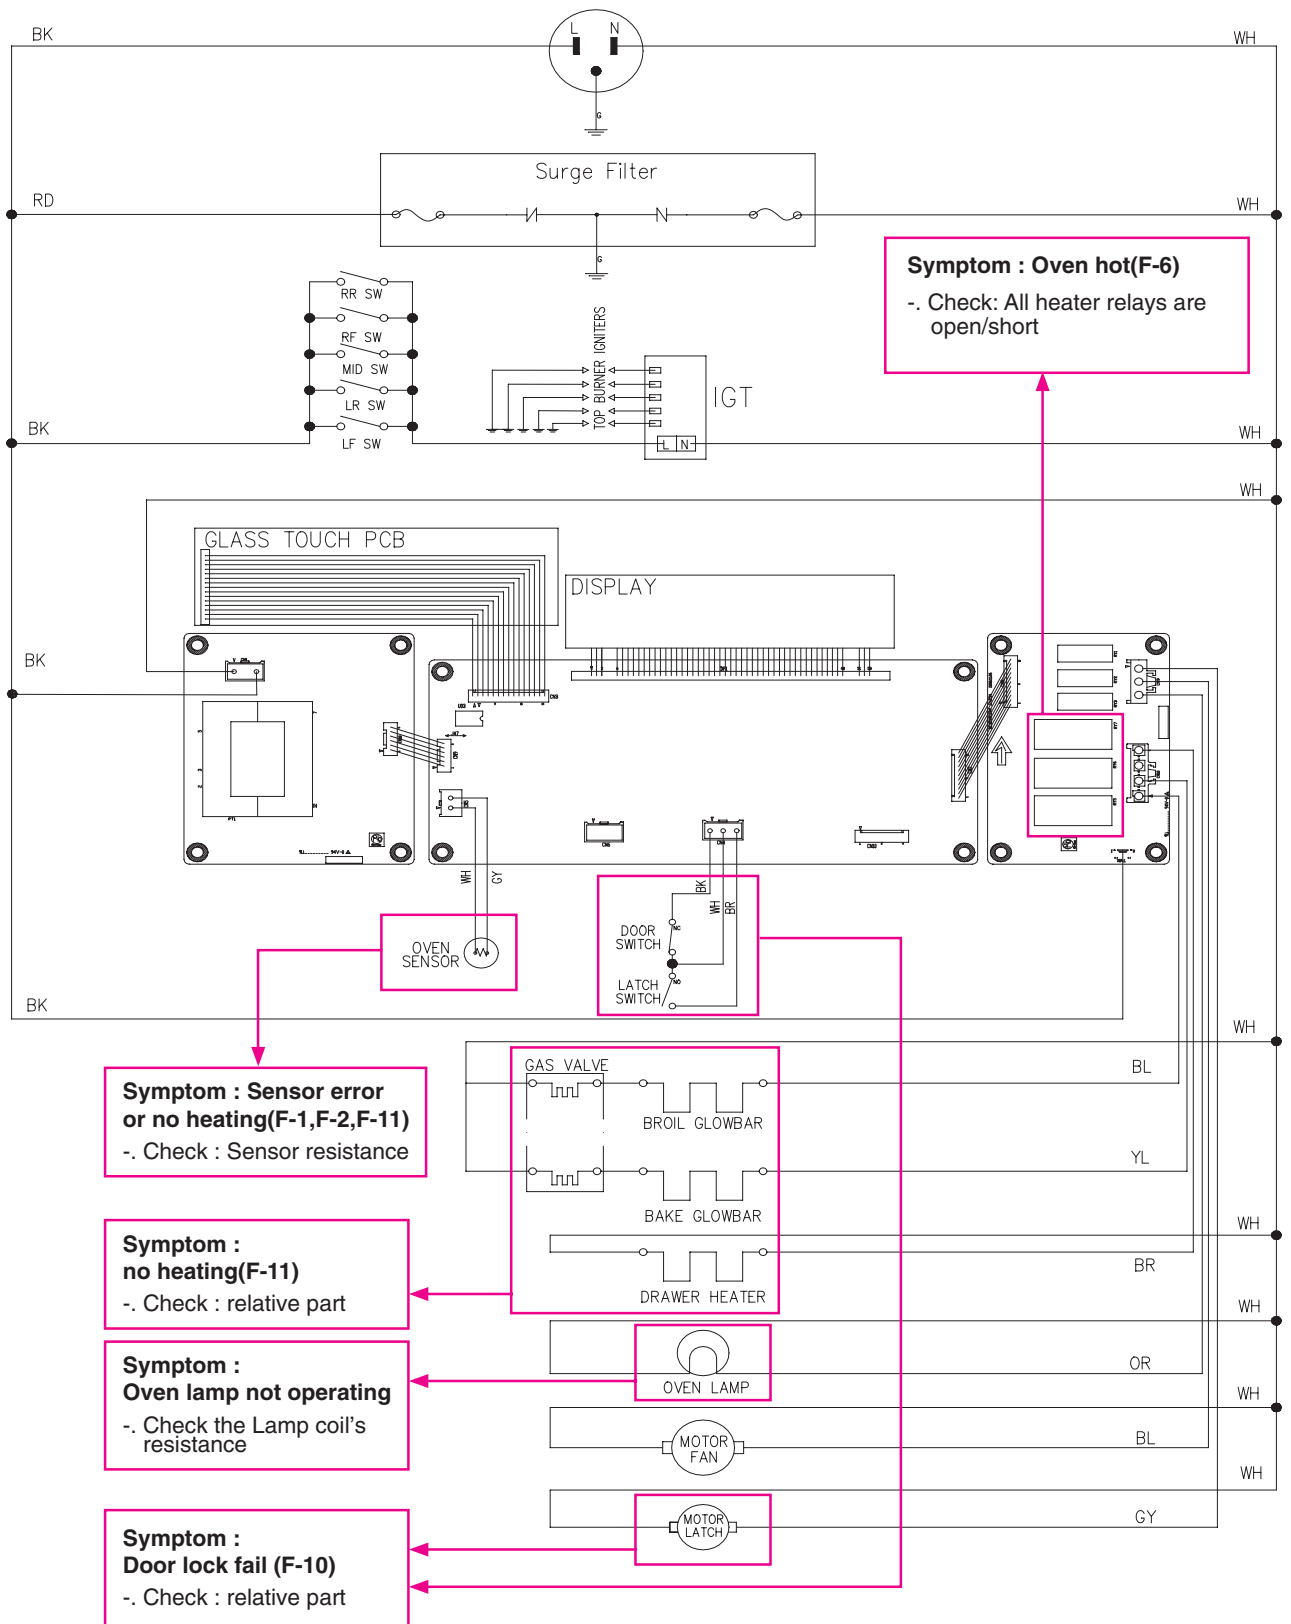 BK
L N
WH
G
Surge Filter
RD
WH
G
Symptom : Oven hot(F-6)
-. Check: All heater relays are
open/short
RR SW
RF SW
MID SW
LR SW
LF SW
TOP BURNER IGNITERS
IGT
L N
BK
WH
WH
GLASS TOUCH PCB
DISPLAY
BK
WH
GY
BK
WH
BR
OVEN
SENSOR
DOOR
SWITCH
NC
LATCH
SWITCH
NO
BK
WH
Symptom : Sensor error
or no heating(F-1,F-2,F-11)
-. Check : Sensor resistance
GAS VALVE
BROIL GLOWBAR
BL
BAKE GLOWBAR
YL
WH
Symptom :
no heating(F-11)
-. Check : relative part
DRAWER HEATER
BR
WH
Symptom :
Oven lamp not operating
-. Check the Lamp coil's
resistance
OVEN LAMP
OR
WH
MOTOR
FAN
BL
WH
Symptom :
Door lock fail (F-10)
-. Check : relative part
MOTOR
LATCH
GY